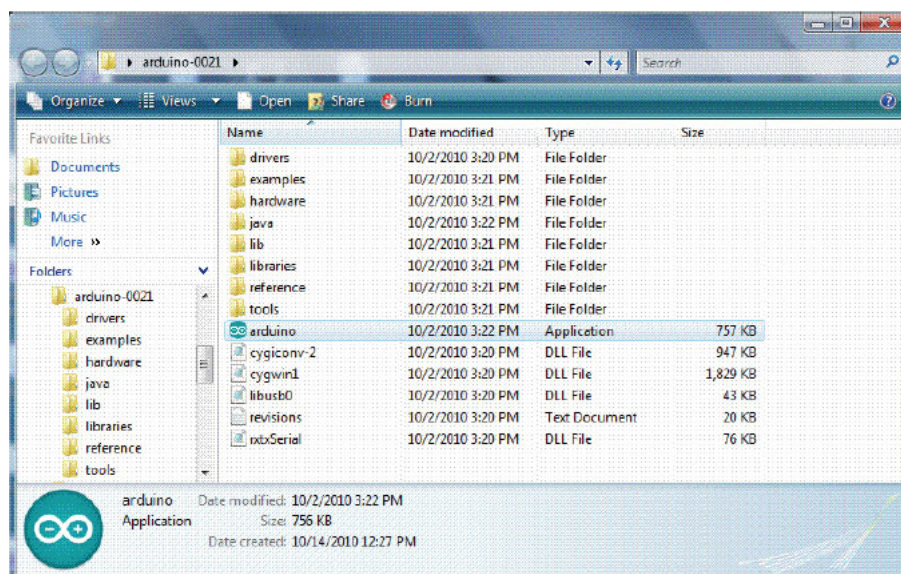 arduino-0021
Search
Organize Views Open Share Burn
Favorite Links
Documents
Pictures
Music
More »
Folders
arduino-0021
drivers
examples
hardware
java
lib
libraries
reference
tools
Name Date modified Type Size
drivers 10/2/2010 3:20 PM File Folder
examples 10/2/2010 3:21 PM File Folder
hardware 10/2/2010 3:21 PM File Folder
java 10/2/2010 3:22 PM File Folder
lib 10/2/2010 3:21 PM File Folder
libraries 10/2/2010 3:21 PM File Folder
reference 10/2/2010 3:21 PM File Folder
tools 10/2/2010 3:21 PM File Folder
arduino 10/2/2010 3:22 PM Application 757 KB
cygiconv-2 10/2/2010 3:20 PM DLL File 947 KB
cygwin1 10/2/2010 3:20 PM DLL File 1,829 KB
libusb0 10/2/2010 3:20 PM DLL File 43 KB
revisions 10/2/2010 3:20 PM Text Document 20 KB
rxtxSerial 10/2/2010 3:20 PM DLL File 76 KB
arduino Date modified: 10/2/2010 3:22 PM
Application Size: 756 KB
Date created: 10/14/2010 12:27 PM